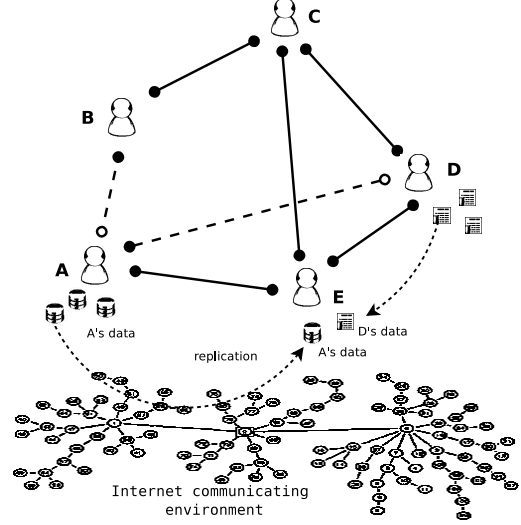 C
B
D
A
E
A's data
D's data
replication
A's data
Internet communicating
environment